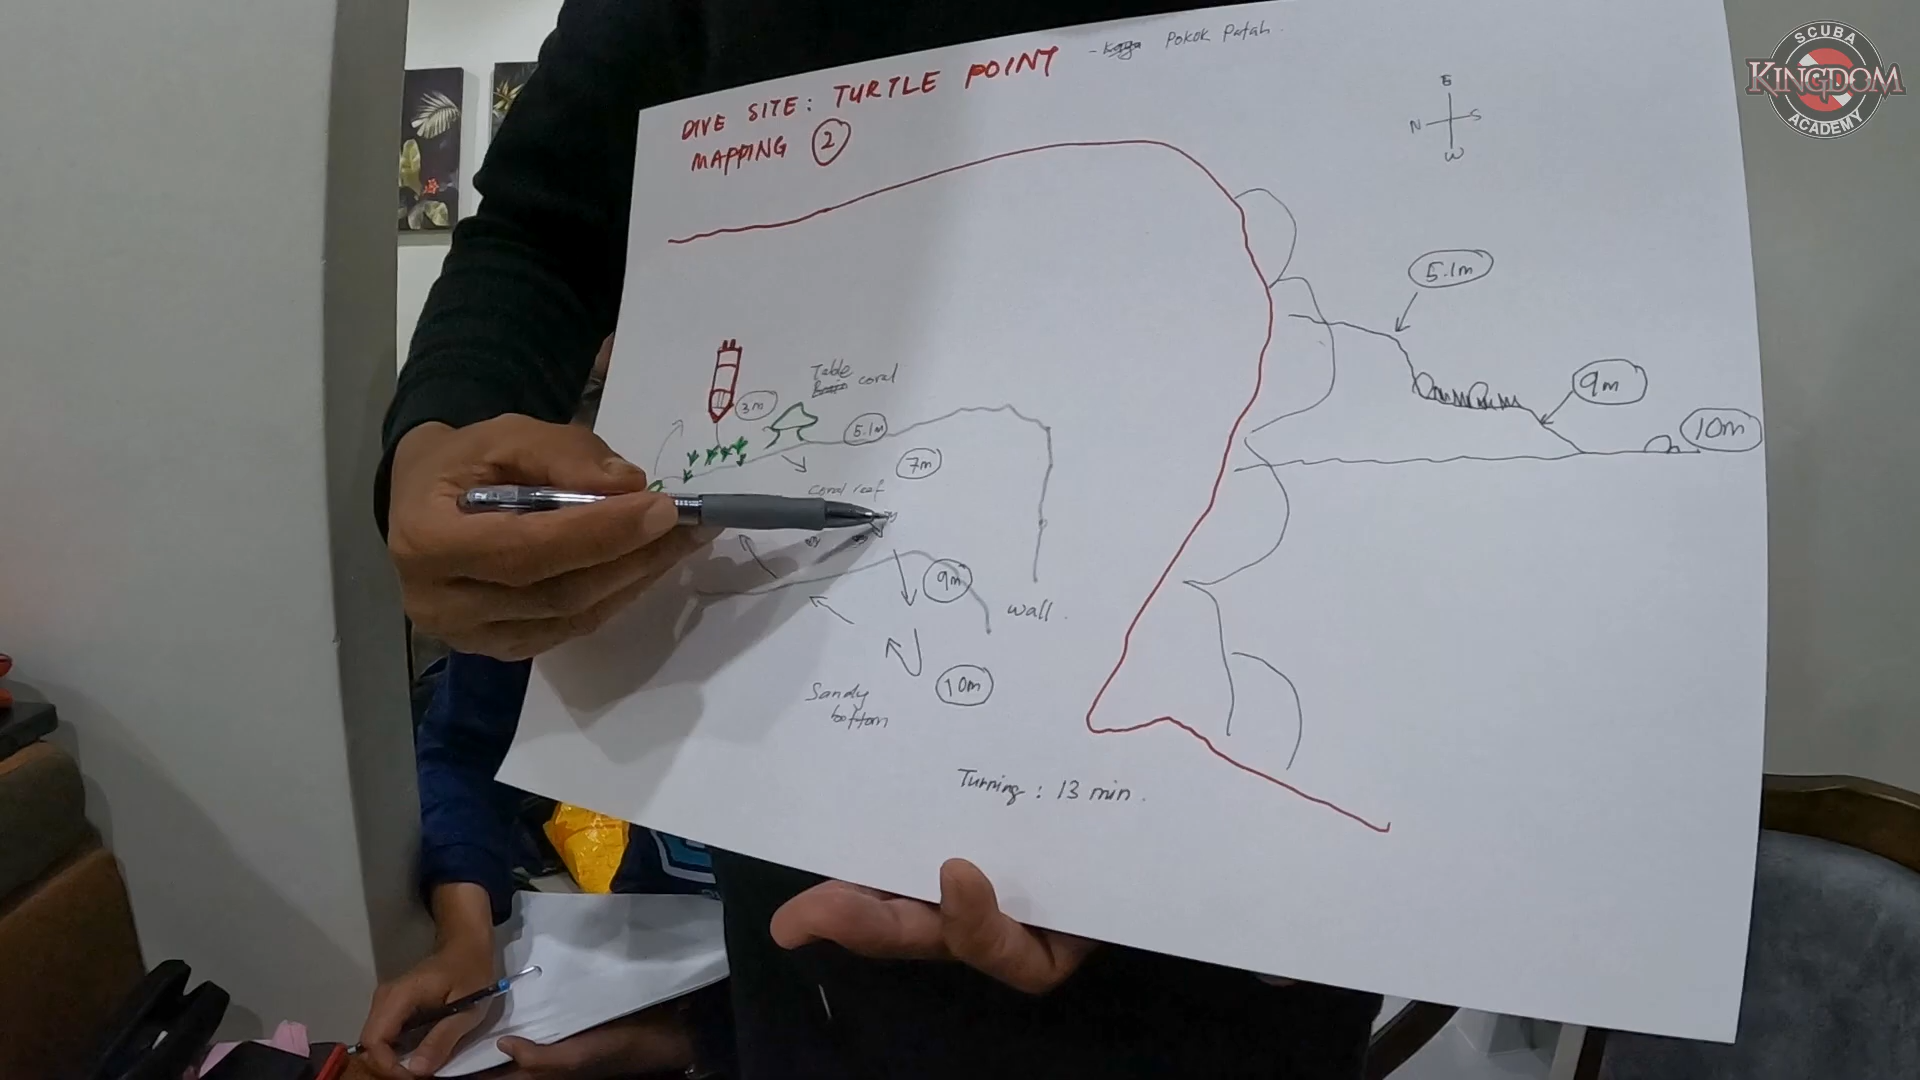 DIVE SITE: TURTLE POINT - Pokok Patah.
MAPPING 2
SCUBA
KINGDOM
ACADEMY
E
N S
W
5.1m
9m
10m
Table
coral
3m
5.1m
7m
coral reef
9m
wall.
Sandy
bottom
10m
Turning: 13 min.